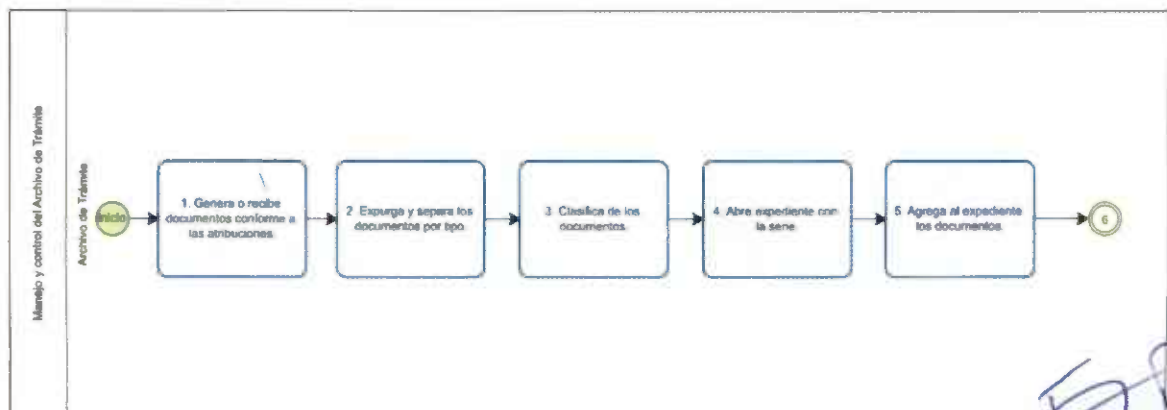 Manejo y control del Archivo de Trámite
Archivo de Trámite
Inicio
1. Genera o recibe
documentos conforme a
las atribuciones.
2 Expurga y separa los
documentos por tipo.
3 Clasifica de los
documentos.
4. Abre expediente con
la serie
5. Agrega al expediente
los documentos.
6